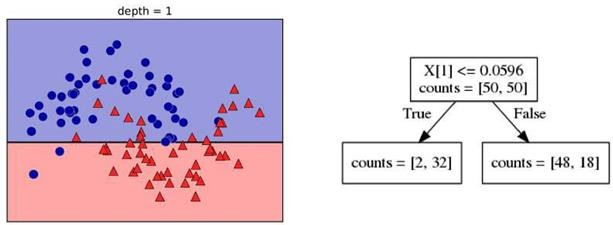 depth = 1
X[1] <= 0.0596
counts = [50, 50]
True
False
counts = [2, 32]
counts = [48, 18]